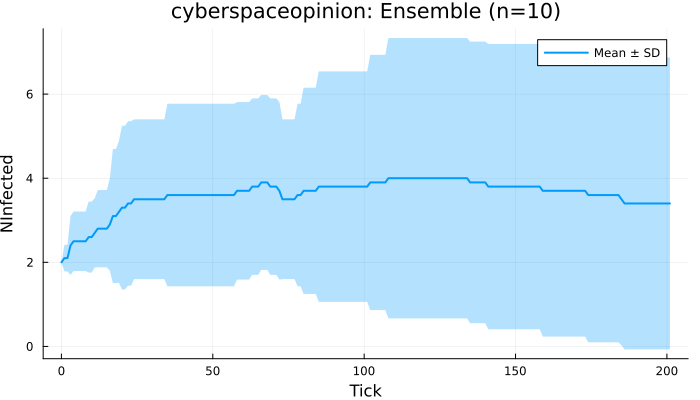 cyberspaceopinion: Ensemble (n=10)
Mean ± SD
NInfected
6
4
2
0
0 50 100 150 200
Tick